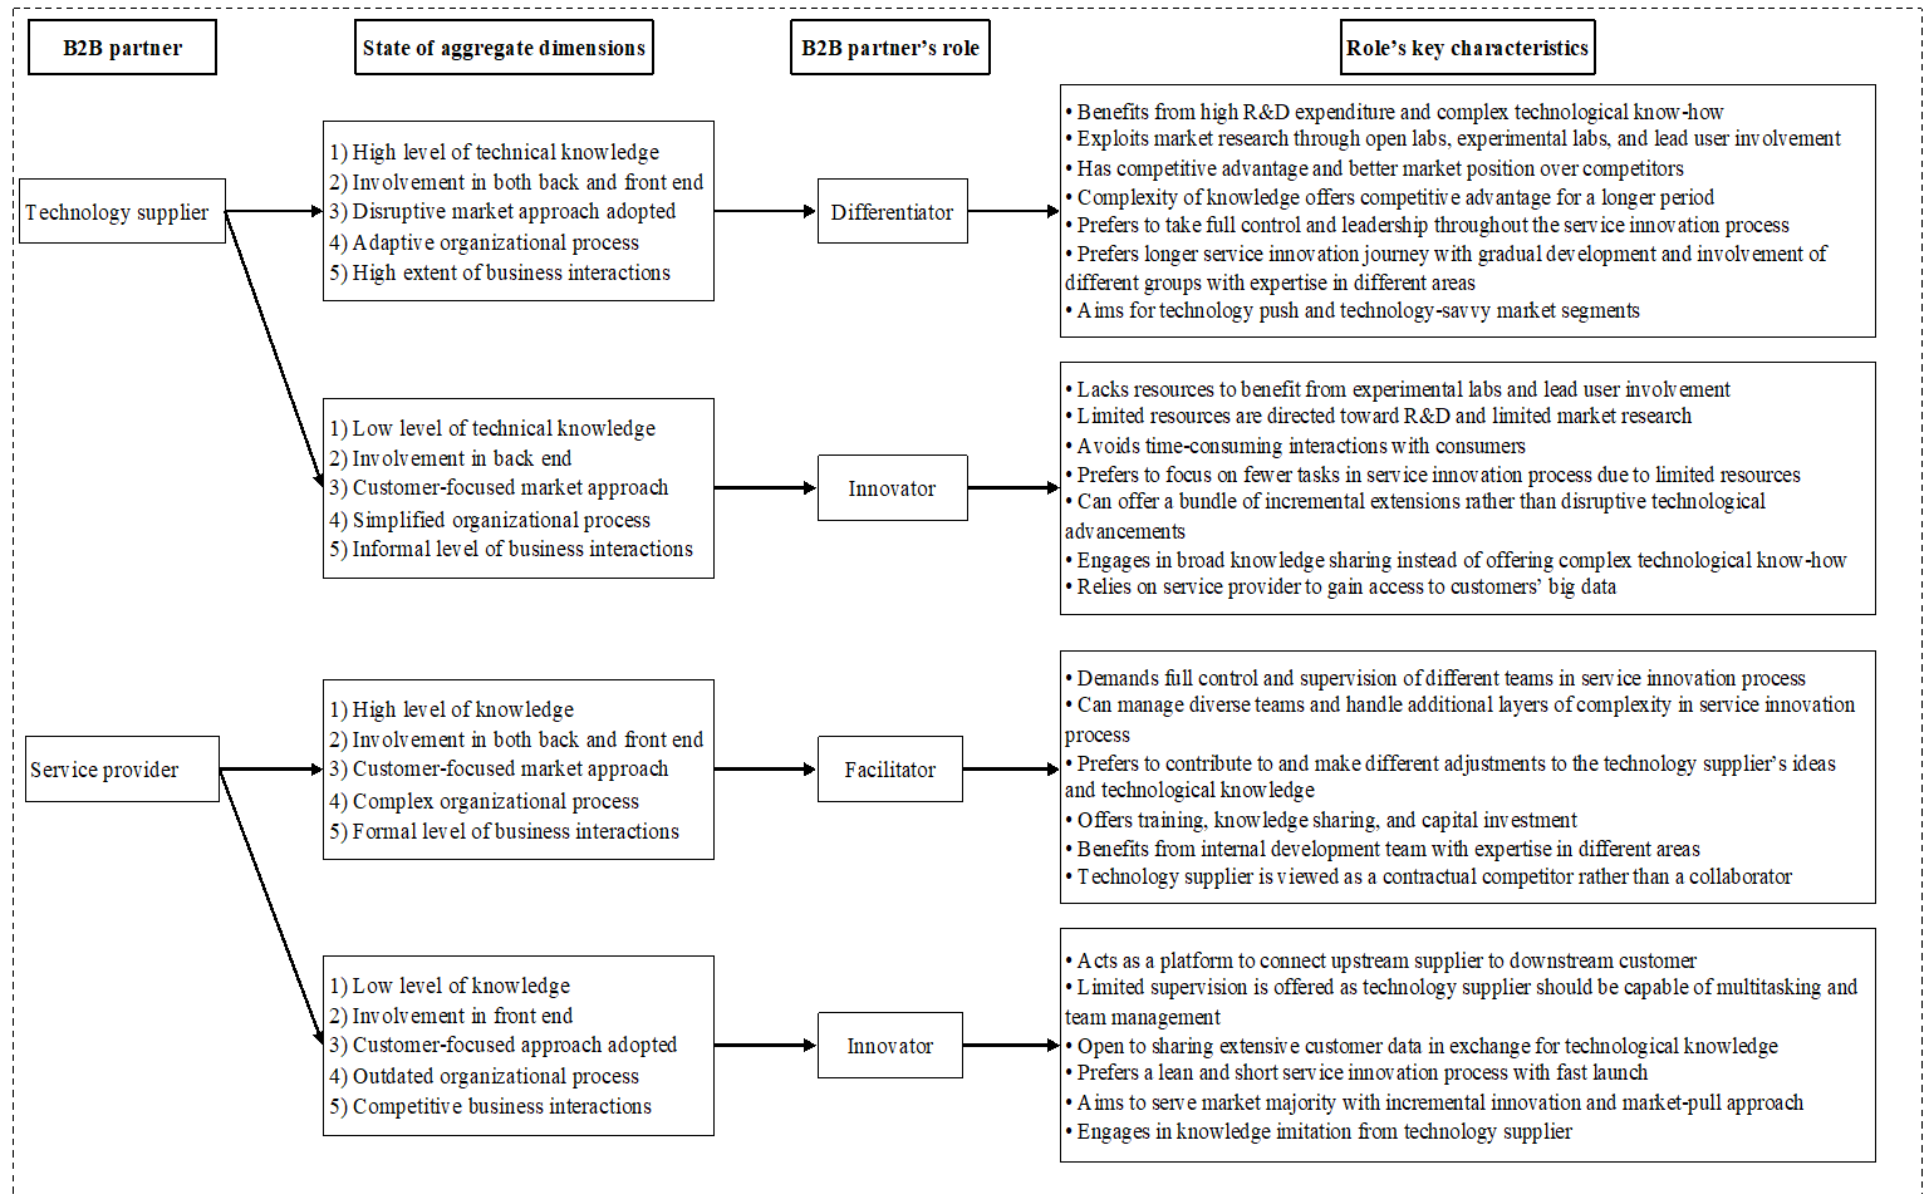 B2B partner
State of aggregate dimensions
B2B partner’s role
Role’s key characteristics
Technology supplier
1) High level of technical knowledge
2) Involvement in both back and front end
3) Disruptive market approach adopted
4) Adaptive organizational process
5) High extent of business interactions
Differentiator
• Benefits from high R&D expenditure and complex technological know-how
• Exploits market research through open labs, experimental labs, and lead user involvement
• Has competitive advantage and better market position over competitors
• Complexity of knowledge offers competitive advantage for a longer period
• Prefers to take full control and leadership throughout the service innovation process
• Prefers longer service innovation journey with gradual development and involvement of
different groups with expertise in different areas
• Aims for technology push and technology-savvy market segments
1) Low level of technical knowledge
2) Involvement in back end
3) Customer-focused market approach
4) Simplified organizational process
5) Informal level of business interactions
Innovator
• Lacks resources to benefit from experimental labs and lead user involvement
• Limited resources are directed toward R&D and limited market research
• Avoids time-consuming interactions with consumers
• Prefers to focus on fewer tasks in service innovation process due to limited resources
• Can offer a bundle of incremental extensions rather than disruptive technological
advancements
• Engages in broad knowledge sharing instead of offering complex technological know-how
• Relies on service provider to gain access to customers’ big data
Service provider
1) High level of knowledge
2) Involvement in both back and front end
3) Customer-focused market approach
4) Complex organizational process
5) Formal level of business interactions
Facilitator
• Demands full control and supervision of different teams in service innovation process
• Can manage diverse teams and handle additional layers of complexity in service innovation
process
• Prefers to contribute to and make different adjustments to the technology supplier’s ideas
and technological knowledge
• Offers training, knowledge sharing, and capital investment
• Benefits from internal development team with expertise in different areas
• Technology supplier is viewed as a contractual competitor rather than a collaborator
1) Low level of knowledge
2) Involvement in front end
3) Customer-focused approach adopted
4) Outdated organizational process
5) Competitive business interactions
Innovator
• Acts as a platform to connect upstream supplier to downstream customer
• Limited supervision is offered as technology supplier should be capable of multitasking and
team management
• Open to sharing extensive customer data in exchange for technological knowledge
• Prefers a lean and short service innovation process with fast launch
• Aims to serve market majority with incremental innovation and market-pull approach
• Engages in knowledge imitation from technology supplier